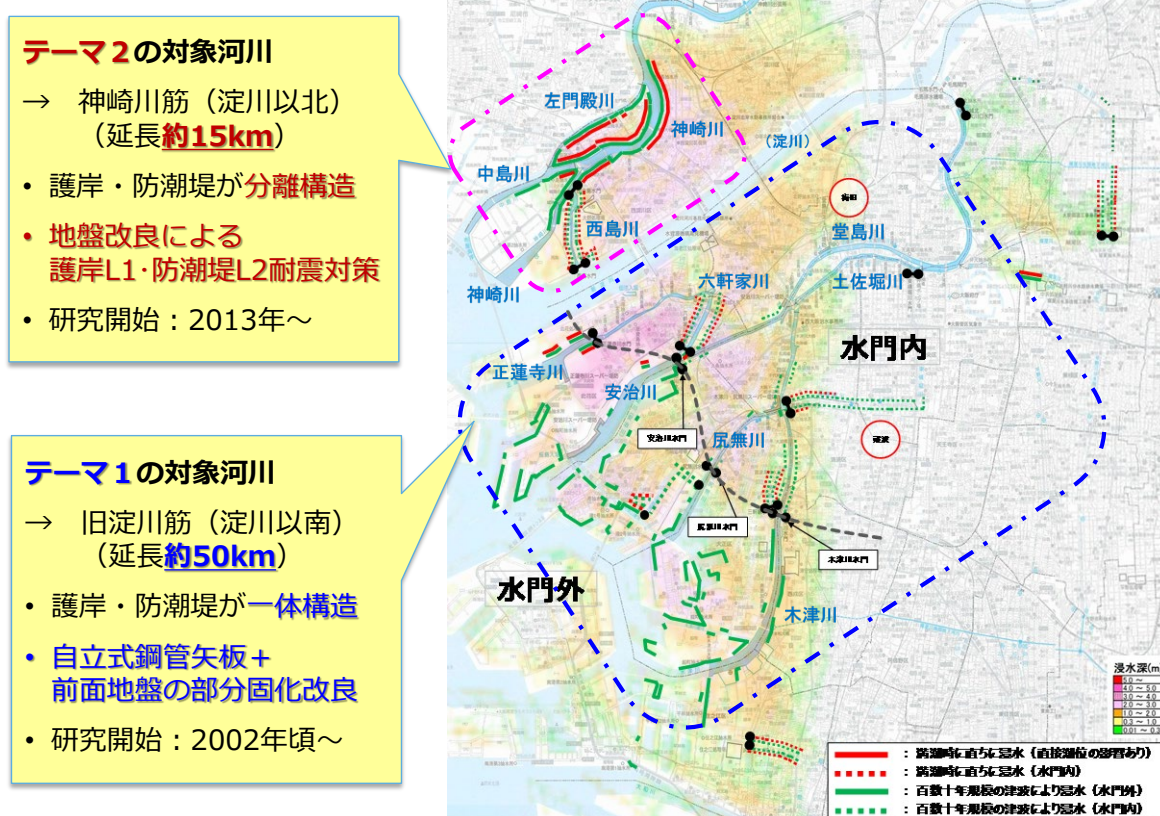 テーマ2の対象河川
→ 神崎川筋（淀川以北）
（延長約15km）
• 護岸・防潮堤が分離構造
• 地盤改良による
護岸L1･防潮堤L2耐震対策
• 研究開始：2013年～
テーマ1の対象河川
→ 旧淀川筋（淀川以南）
（延長約50km）
• 護岸・防潮堤が一体構造
• 自立式鋼管矢板＋
前面地盤の部分固化改良
• 研究開始：2002年頃～
左門殿川
神崎川
（淀川）
中島川
西島川
梅田
堂島川
神崎川
六軒家川
土佐堀川
水門内
正蓮寺川
安治川
安治川水門
尻無川
難波
尻無川水門
木津川水門
水門外
木津川
浸水深(m)
5.0 ～
4.0 ～ 5.0
3.0 ～ 4.0
2.0 ～ 3.0
1.0 ～ 2.0
0.3 ～ 1.0
0.01 ～ 0.3
：満潮時に直ちに浸水（直接潮位の影響あり）
：満潮時に直ちに浸水（水門内）
：百数十年規模の津波により浸水（水門外）
：百数十年規模の津波により浸水（水門内）